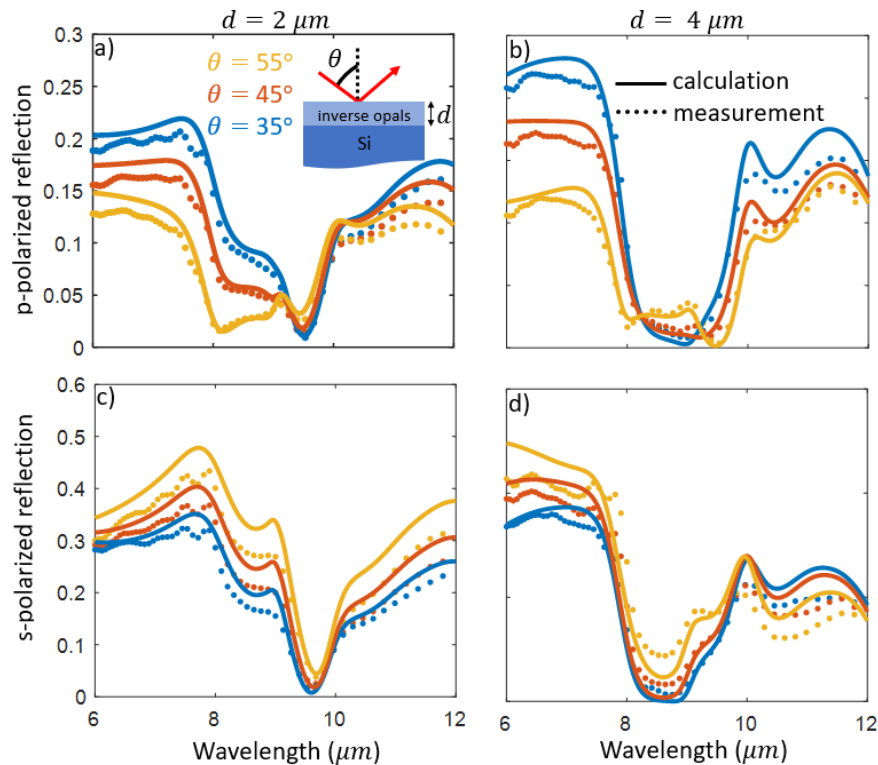 d = 2 μm
d = 4 μm
a)
b)
0.3
0.25
0.2
0.15
0.1
0.05
0
p-polarized reflection
θ = 55°
θ = 45°
θ = 35°
θ
inverse opals
d
Si
calculation
measurement
c)
d)
0.6
0.5
0.4
0.3
0.2
0.1
0
s-polarized reflection
6 8 10 12
6 8 10 12
Wavelength (μm)
Wavelength (μm)